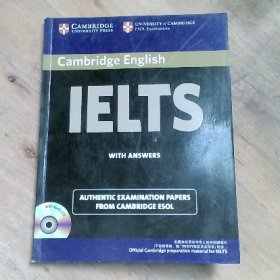 CAMBRIDGE
UNIVERSITY PRESS
UNIVERSITY of CAMBRIDGE
ESOL Examinations
Cambridge English
IELTS
WITH ANSWERS
AUTHENTIC EXAMINATION PAPERS
FROM CAMBRIDGE ESOL
Official Cambridge preparation material for IELTS